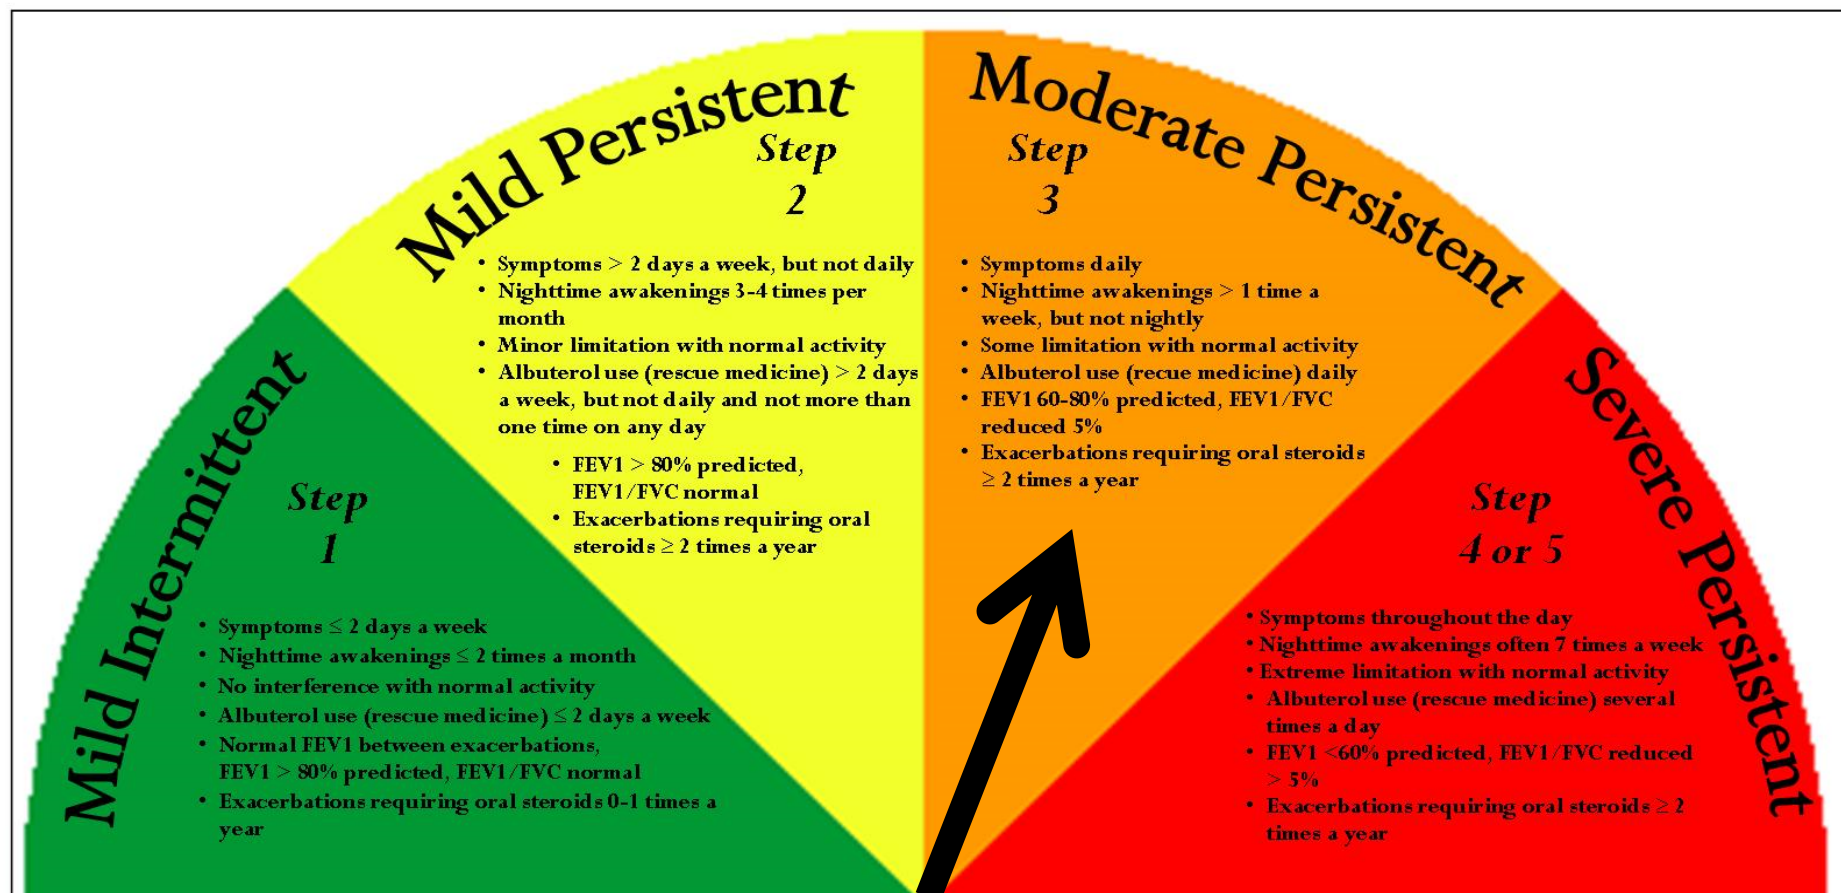 Mild Intermittent
Step
1
• Symptoms ≤ 2 days a week
• Nighttime awakenings ≤ 2 times a month
• No interference with normal activity
• Albuterol use (rescue medicine) ≤ 2 days a week
• Normal FEV1 between exacerbations,
FEV1 > 80% predicted, FEV1/FVC normal
• Exacerbations requiring oral steroids 0-1 times a
year
Mild Persistent
Step
2
• Symptoms > 2 days a week, but not daily
• Nighttime awakenings 3-4 times per
month
• Minor limitation with normal activity
• Albuterol use (rescue medicine) > 2 days
a week, but not daily and not more than
one time on any day
• FEV1 > 80% predicted,
FEV1/FVC normal
• Exacerbations requiring oral
steroids ≥ 2 times a year
Moderate Persistent
Step
3
• Symptoms daily
• Nighttime awakenings > 1 time a
week, but not nightly
• Some limitation with normal activity
• Albuterol use (recue medicine) daily
• FEV1 60-80% predicted, FEV1/FVC
reduced 5%
• Exacerbations requiring oral steroids
≥ 2 times a year
Severe Persistent
Step
4 or 5
• Symptoms throughout the day
• Nighttime awakenings often 7 times a week
• Extreme limitation with normal activity
• Albuterol use (rescue medicine) several
times a day
• FEV1 <60% predicted, FEV1/FVC reduced
> 5%
• Exacerbations requiring oral steroids ≥ 2
times a year